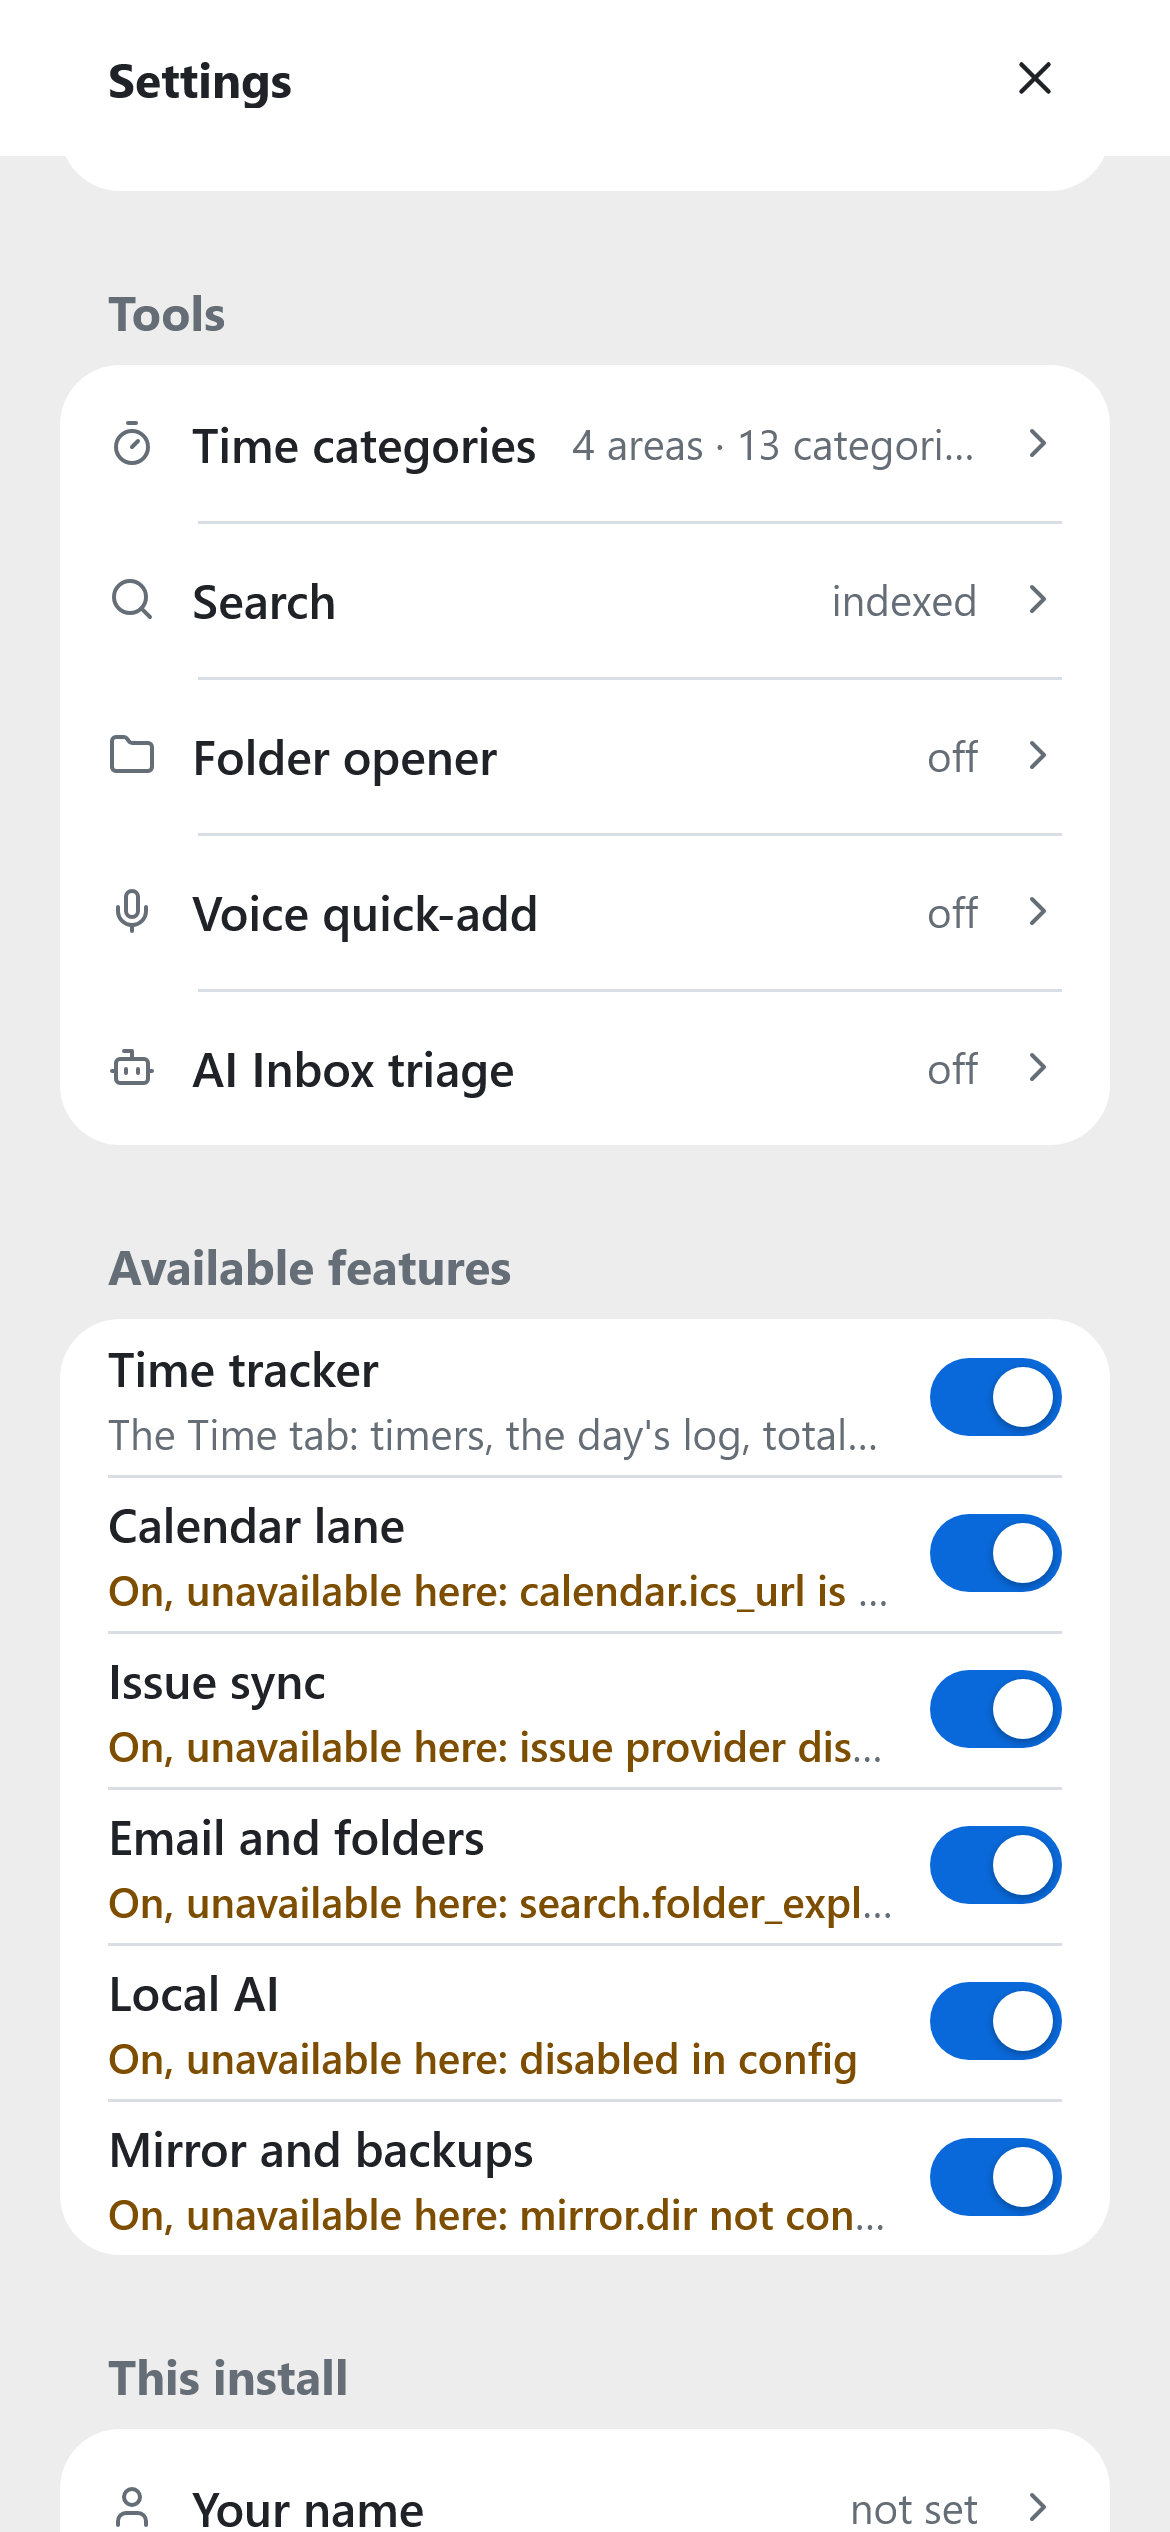 Settings
Tools
Time categories 4 areas · 13 categori...
Search indexed
Folder opener off
Voice quick-add off
AI Inbox triage off
Available features
Time tracker
The Time tab: timers, the day's log, total...
Calendar lane
On, unavailable here: calendar.ics_url is ...
Issue sync
On, unavailable here: issue provider dis...
Email and folders
On, unavailable here: search.folder_expl...
Local AI
On, unavailable here: disabled in config
Mirror and backups
On, unavailable here: mirror.dir not con...
This install
Your name not set